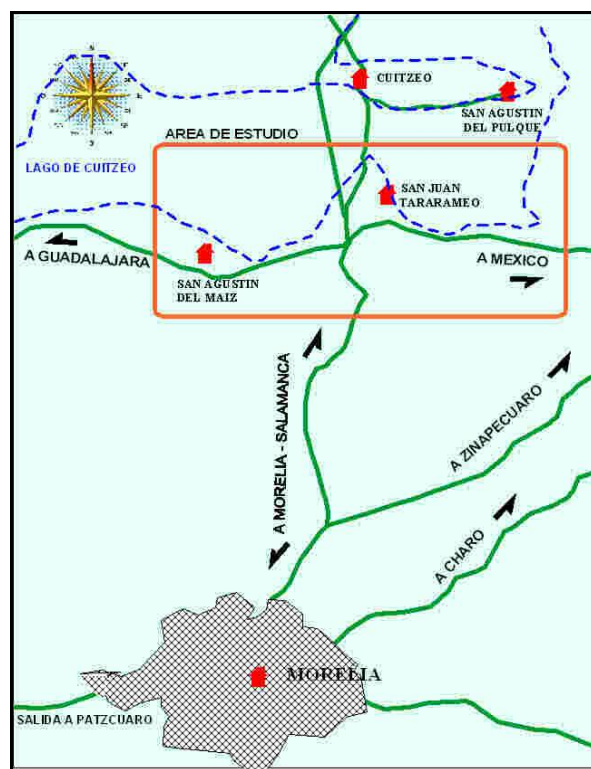 N
CUITZEO
SAN AGUSTIN
DEL PULQUE
AREA DE ESTUDIO
LAGO DE CUITZEO
SAN JUAN
TARARAMEO
A GUADALAJARA
A MEXICO
SAN AGUSTIN
DEL MAIZ
A MORELIA - SALAMANCA
A ZINAPECUARO
A CHARO
MORELIA
SALIDA A PATZCUARO